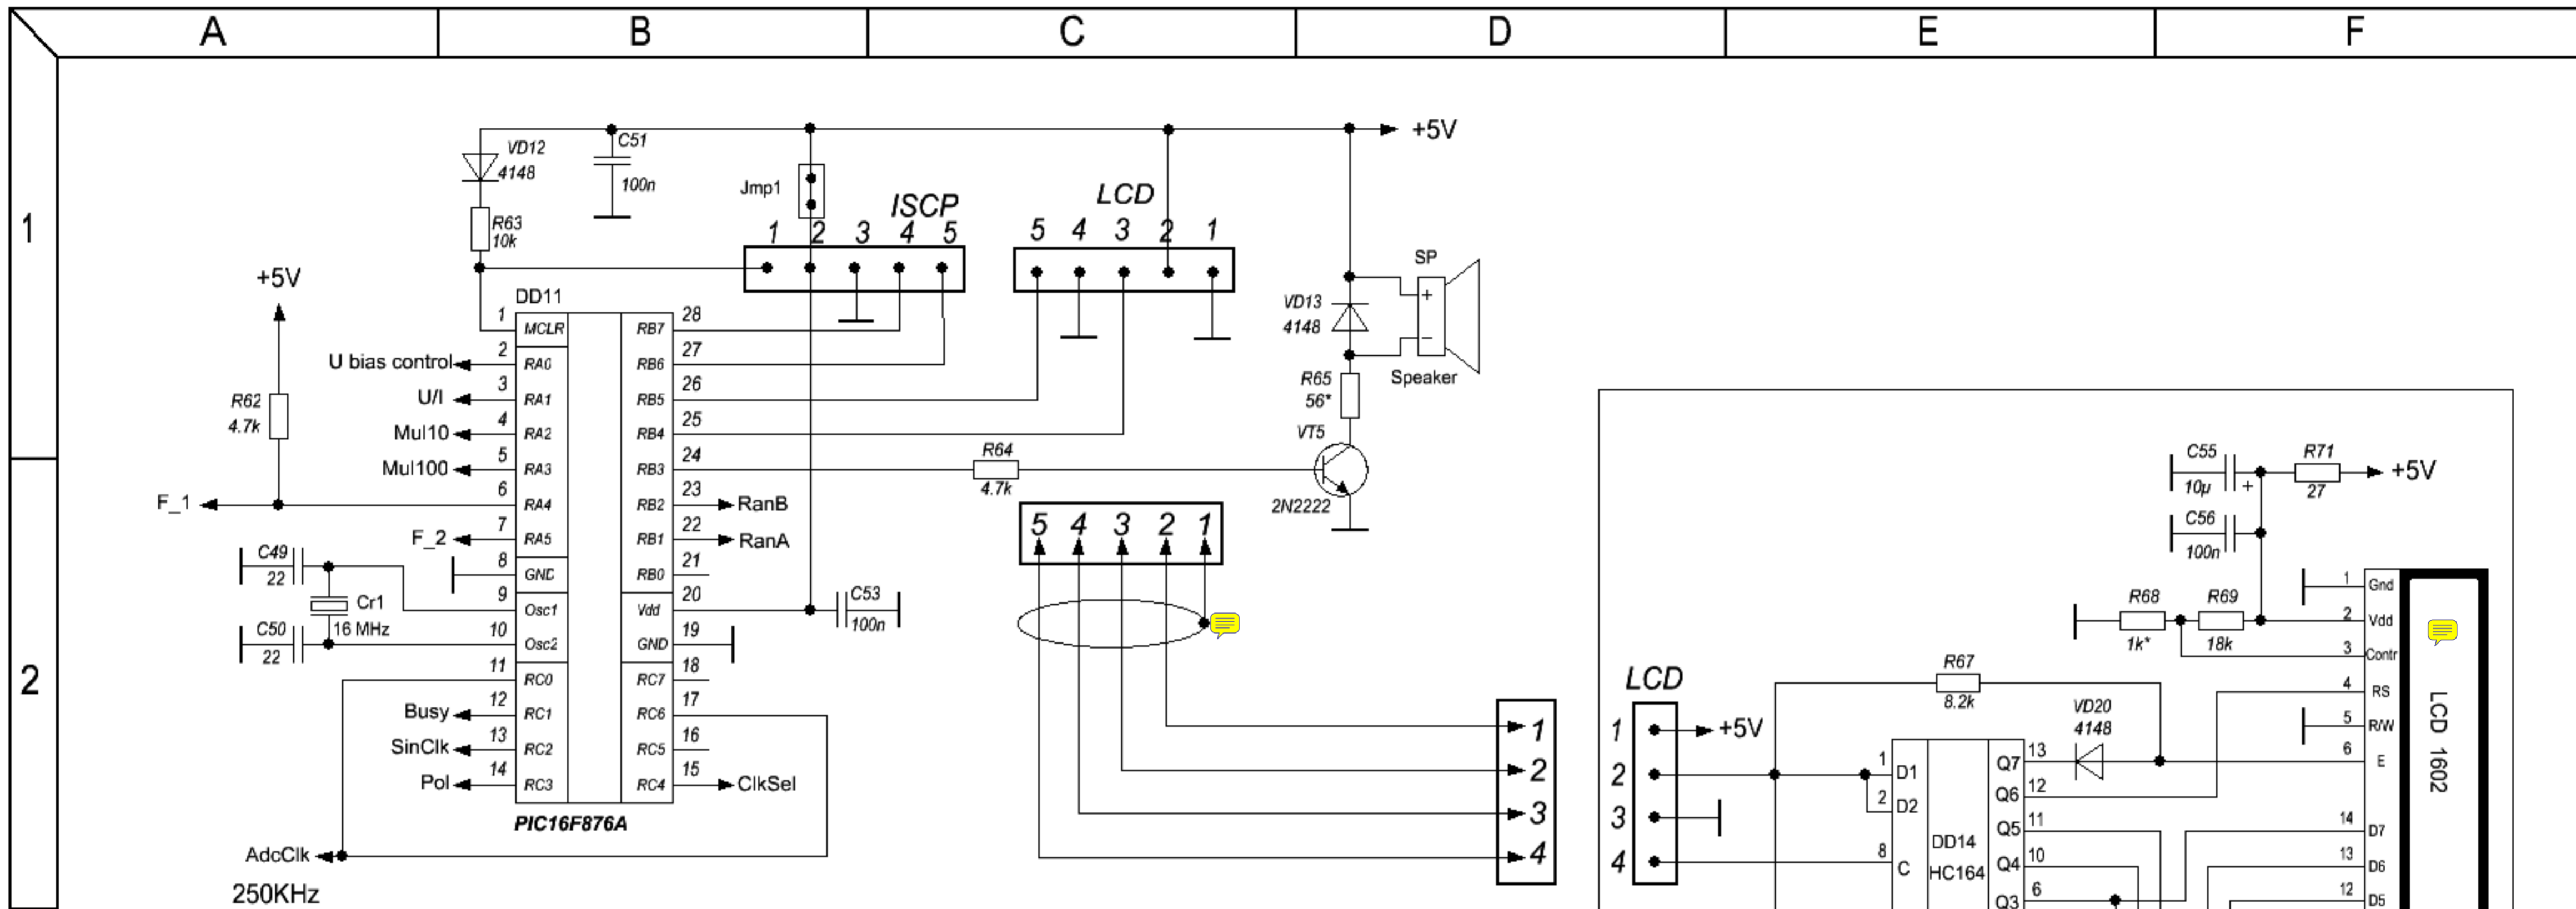 A B C D E F
1
2
+5V
VD12
4148
C51
100n
R63
10k
Jmp1
ISCP
1 2 3 4 5
LCD
5 4 3 2 1
+5V
SP
+
−
Speaker
VD13
4148
R65
56*
VT5
2N2222
R64
4.7k
+5V
R62
4.7k
F_1
DD11
1 MCLR
U bias control 2 RA0
U/I 3 RA1
Mul10 4 RA2
Mul100 5 RA3
6 RA4
F_2 7 RA5
8 GND
9 Osc1
10 Osc2
11 RC0
Busy 12 RC1
SinClk 13 RC2
Pol 14 RC3
RB7 28
RB6 27
RB5 26
RB4 25
RB3 24
RB2 23 RanB
RB1 22 RanA
RB0 21
Vdd 20
GND 19
RC7 18
RC6 17
RC5 16
RC4 15 ClkSel
PIC16F876A
C49
22
Cr1
16 MHz
C50
22
C53
100n
AdcClk
250KHz
5 4 3 2 1
1
2
3
4
LCD
1 +5V
2
3
4
C55
10µ
+
R71
27
+5V
C56
100n
R68
1k*
R69
18k
R67
8.2k
VD20
4148
1 D1
2 D2
8 C
DD14
HC164
Q7 13
Q6 12
Q5 11
Q4 10
Q3 6
1 Gnd
2 Vdd
3 Contr
4 RS
5 R/W
6 E
14 D7
13 D6
12 D5
LCD 1602